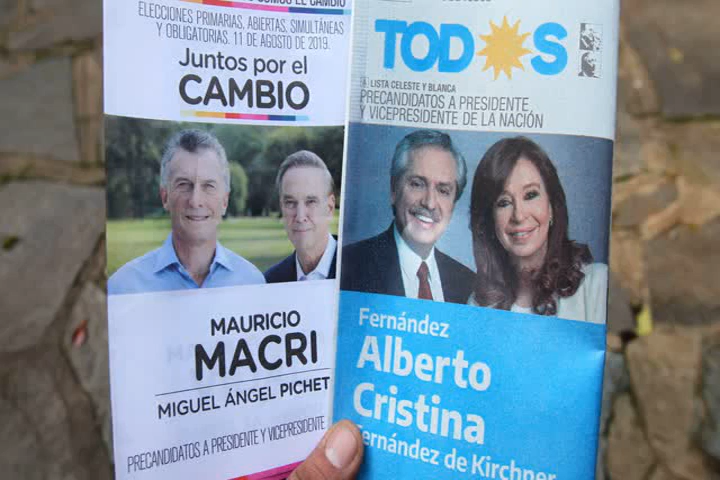 ELECCIONES PRIMARIAS, ABIERTAS, SIMULTÁNEAS
Y OBLIGATORIAS. 11 DE AGOSTO DE 2019.
Juntos por el
CAMBIO
MAURICIO
MACRI
MIGUEL ÁNGEL PICHET
PRECANDIDATOS A PRESIDENTE Y VICEPRESIDENTE
TODOS
LISTA CELESTE Y BLANCA
PRECANDIDATOS A PRESIDENTE
Y VICEPRESIDENTE DE LA NACIÓN
Fernández
Alberto
Cristina
Fernández de Kirchner